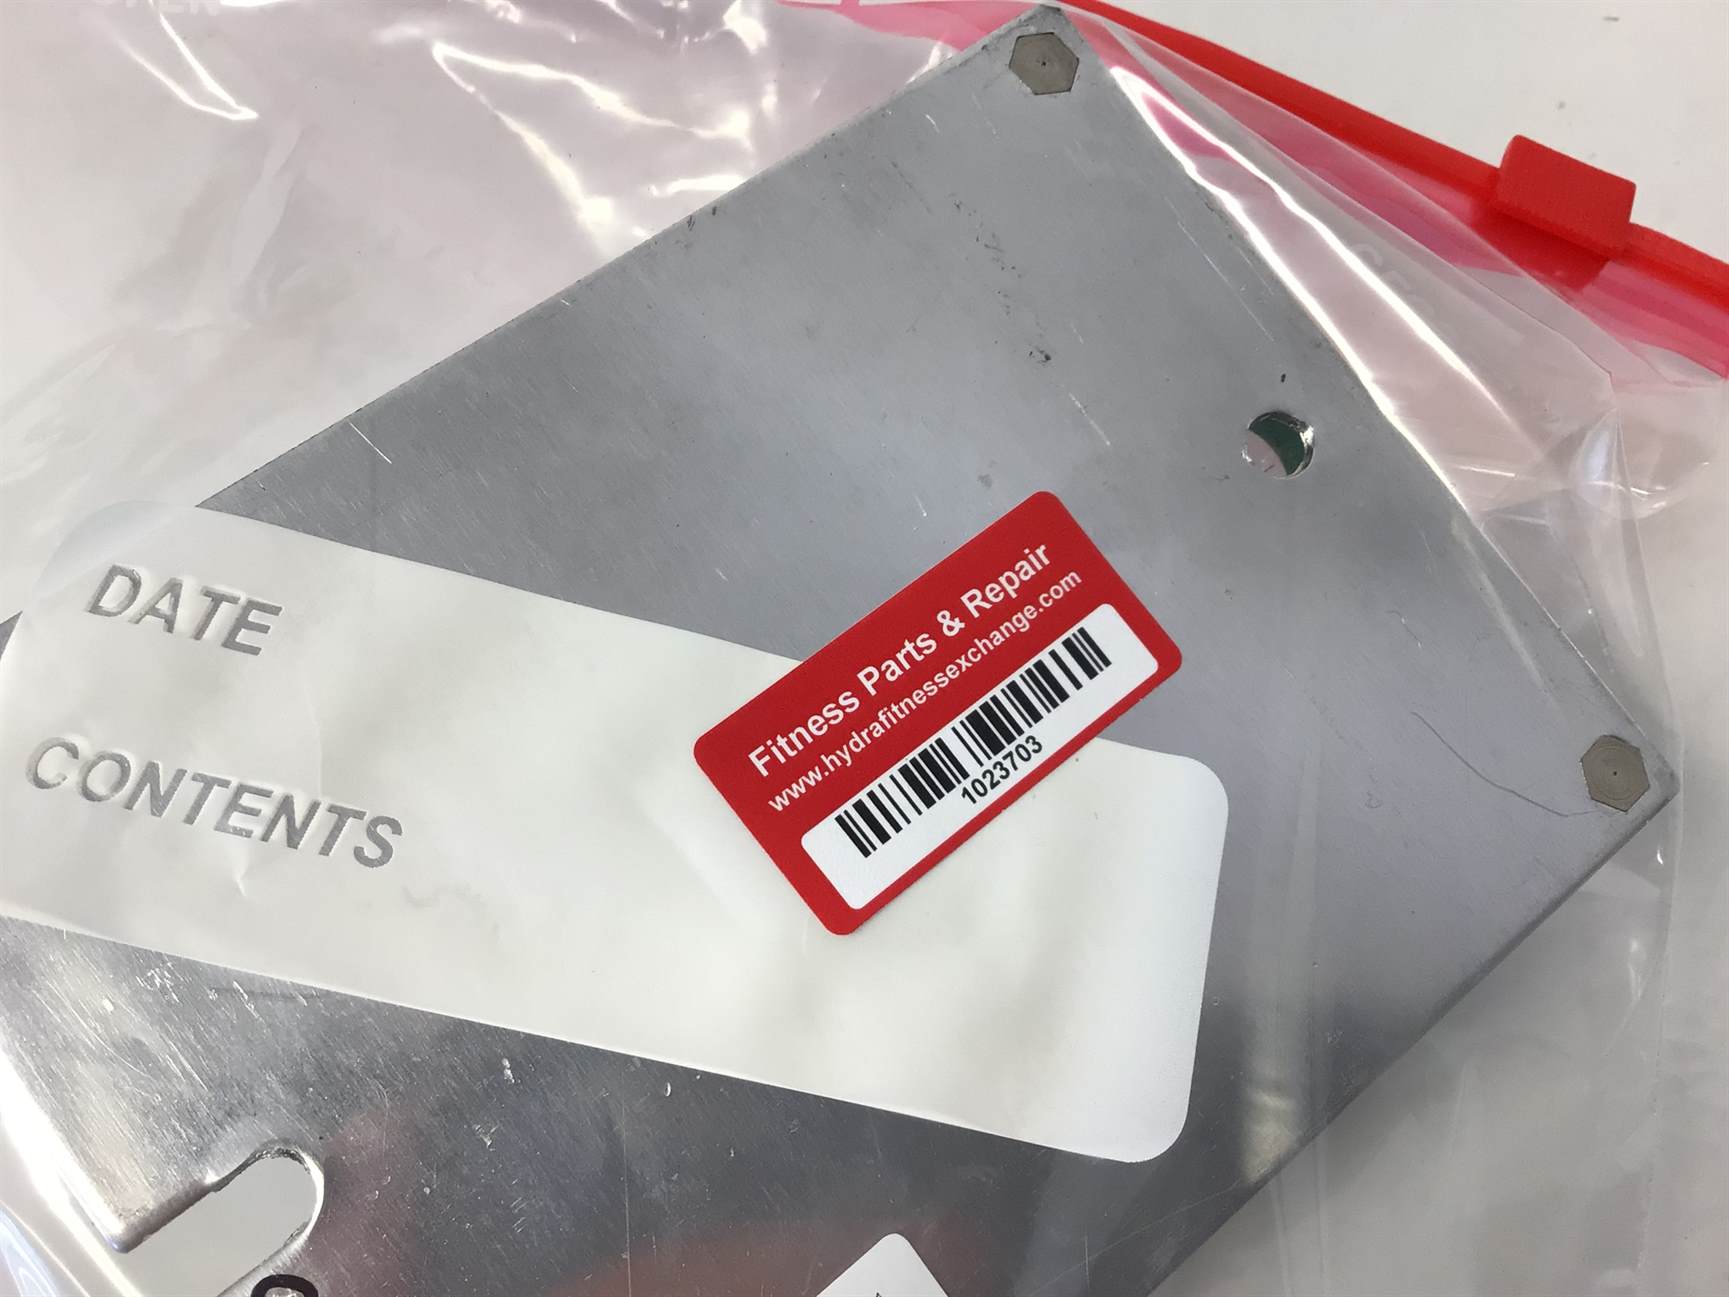 DATE
CONTENTS
Fitness Parts & Repair
www.hydrafitnessexchange.com
1023703